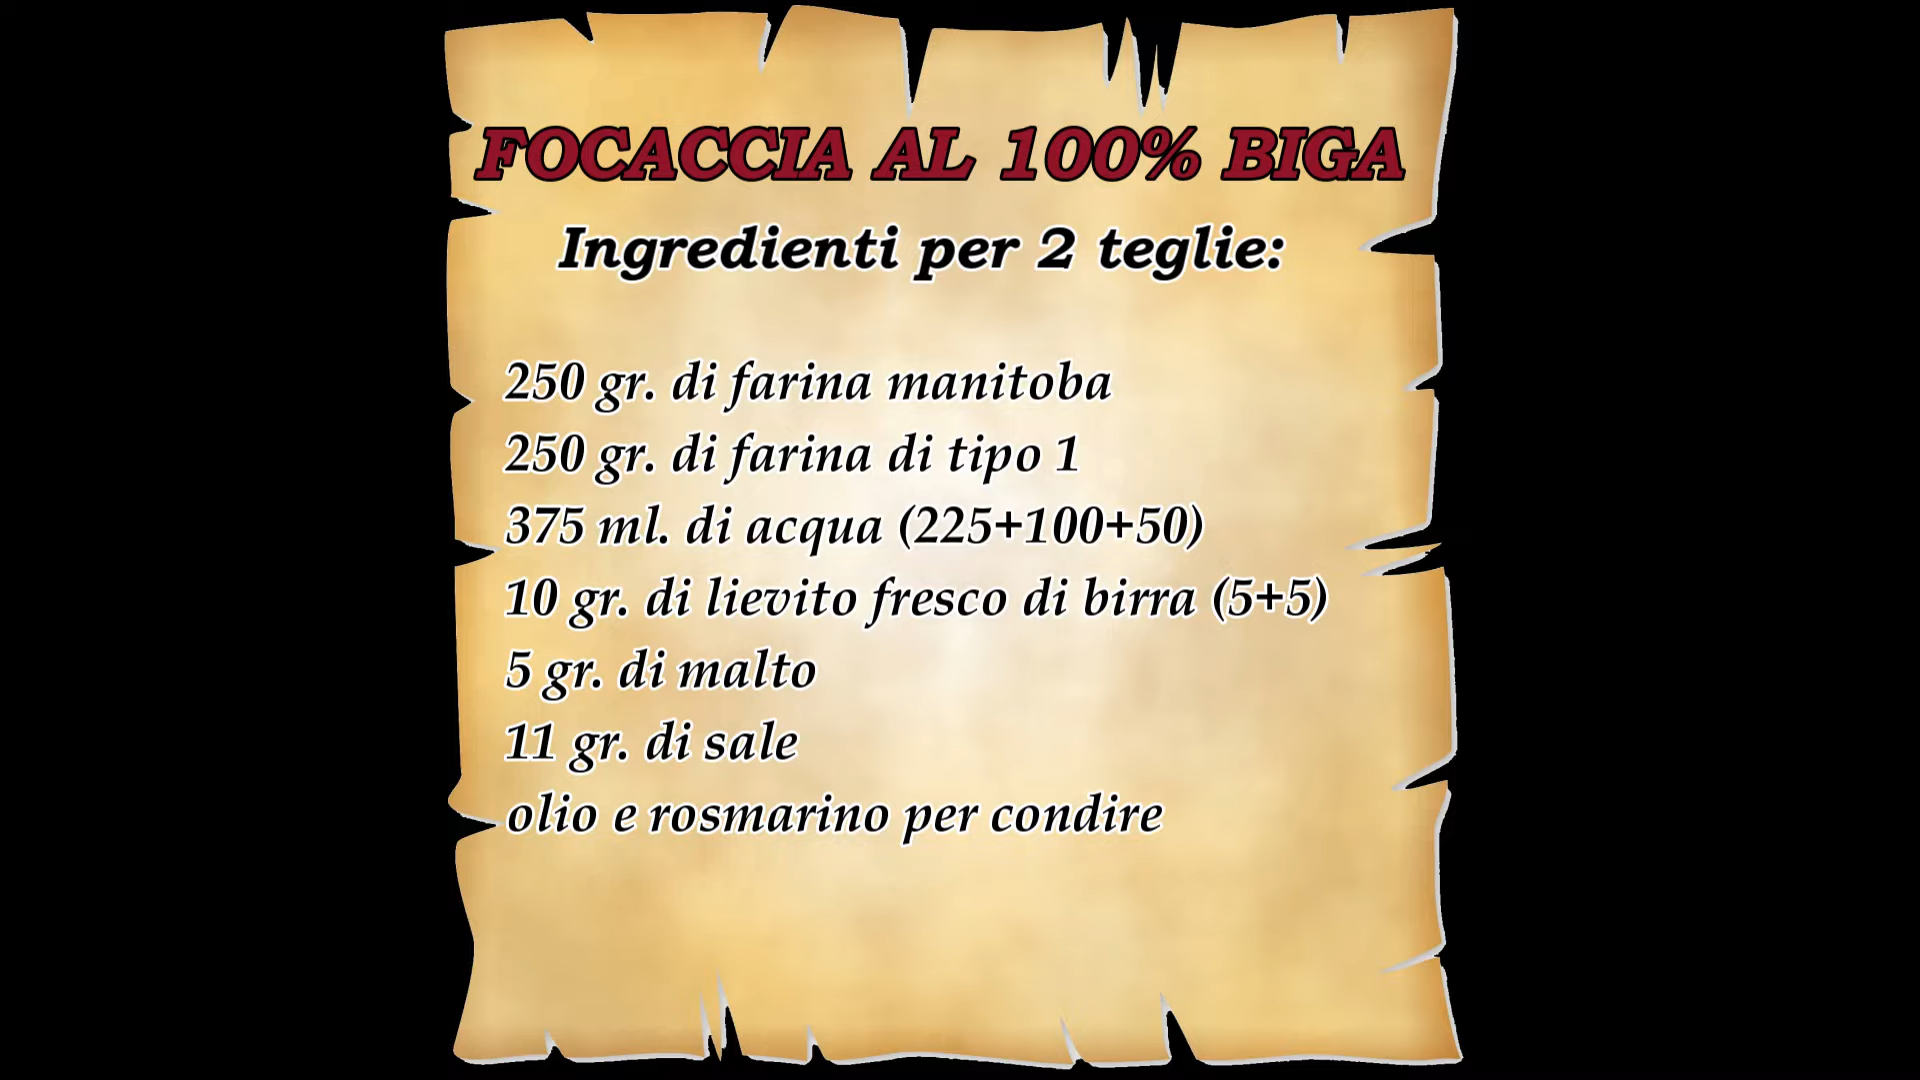 FOCACCIA AL 100% BIGA
Ingredienti per 2 teglie:
250 gr. di farina manitoba
250 gr. di farina di tipo 1
375 ml. di acqua (225+100+50)
10 gr. di lievito fresco di birra (5+5)
5 gr. di malto
11 gr. di sale
olio e rosmarino per condire